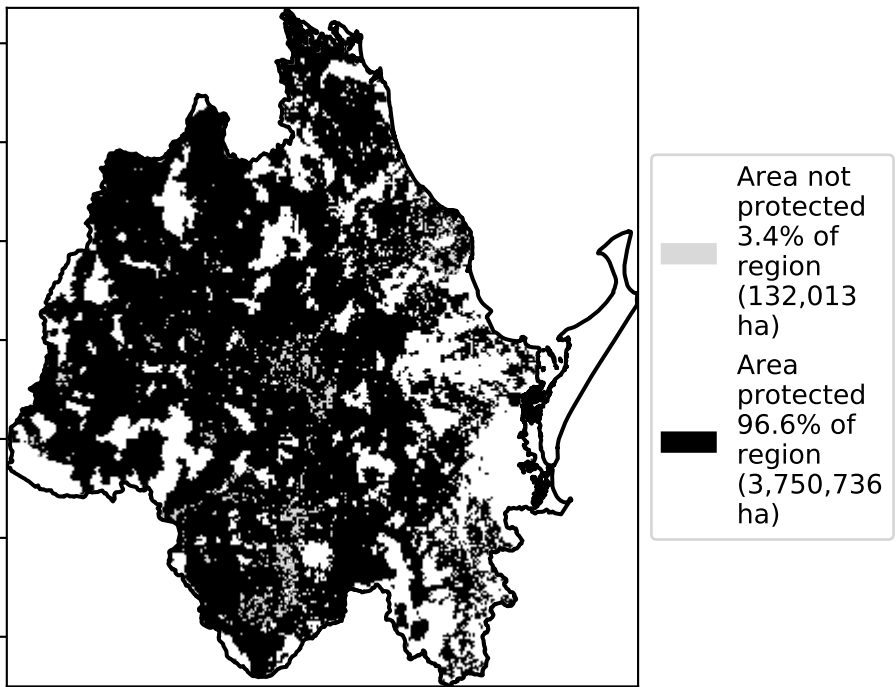 Area not
protected
3.4% of
region
(132,013
ha)
Area
protected
96.6% of
region
(3,750,736
ha)